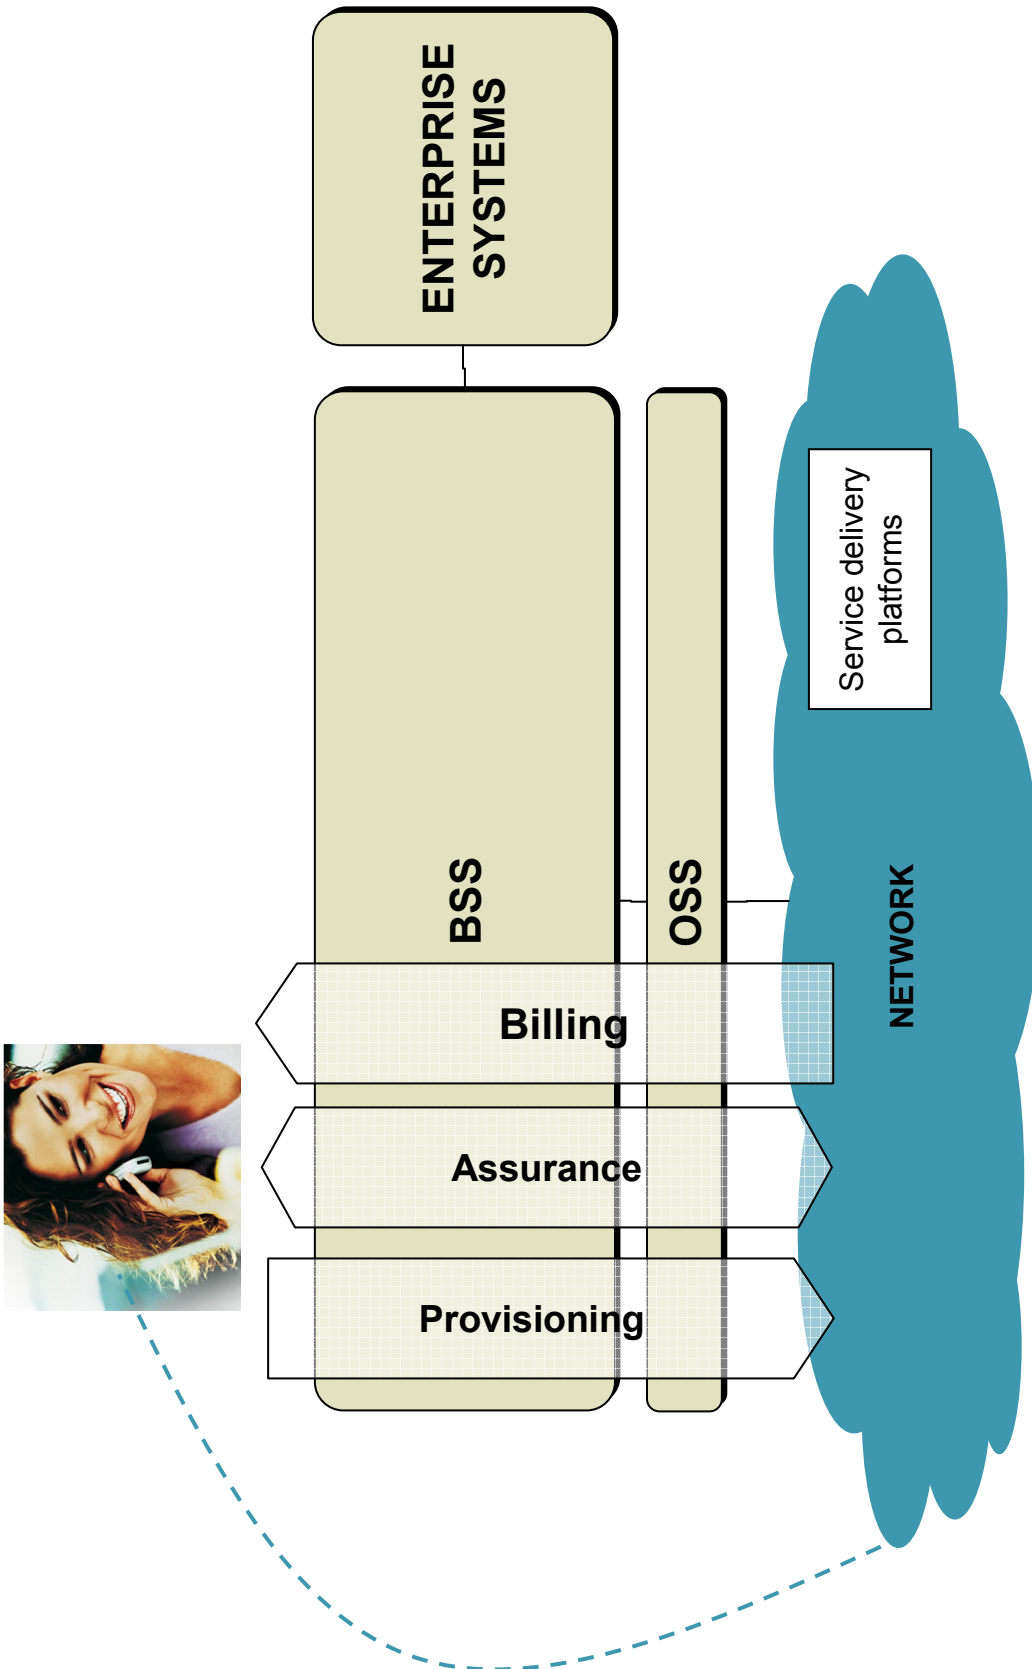 ENTERPRISE
SYSTEMS
BSS
OSS
Service delivery
platforms
NETWORK
Billing
Assurance
Provisioning